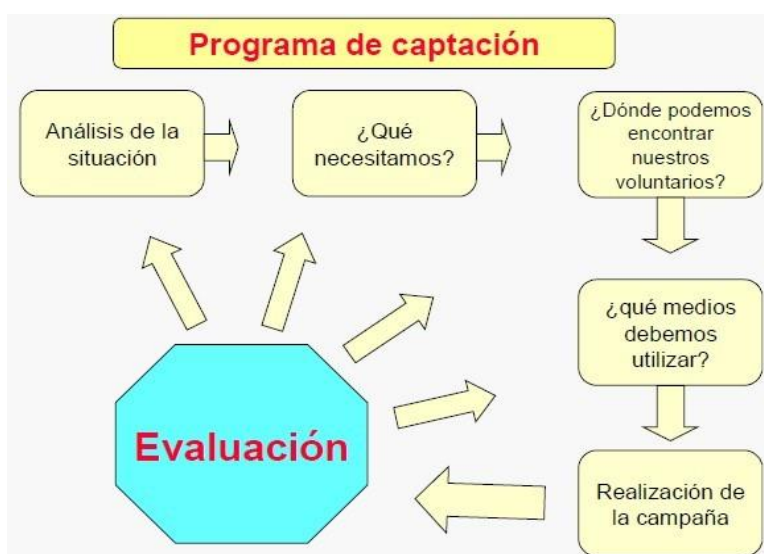 Programa de captación
Análisis de la
situación
¿Qué
necesitamos?
¿Dónde podemos
encontrar
nuestros
voluntarios?
¿qué medios
debemos
utilizar?
Realización de
la campaña
Evaluación